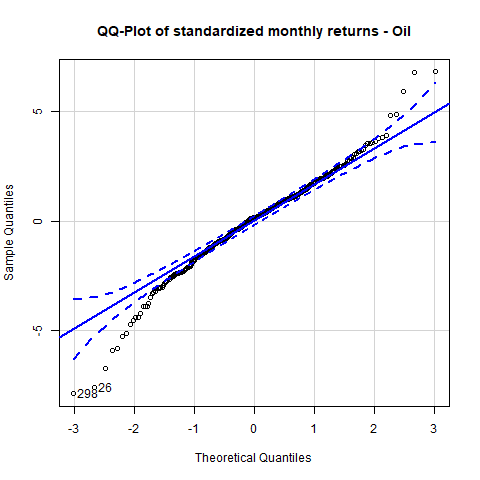 QQ-Plot of standardized monthly returns - Oil
Sample Quantiles
5
0
-5
298
26
-3 -2 -1 0 1 2 3
Theoretical Quantiles